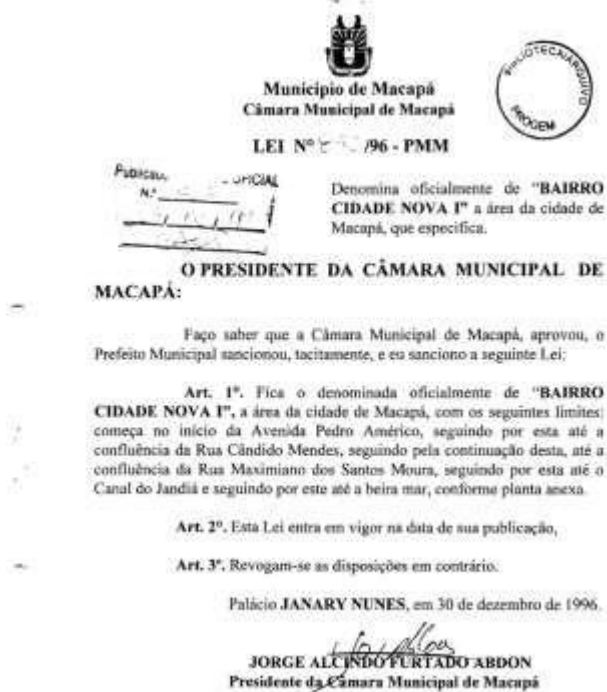 Município de Macapá
Câmara Municipal de Macapá
BIBLIOTECA/ARQUIVO
PROGEM
LEI Nº /96 - PMM
OFICIAL
N.º
Denomina oficialmente de "BAIRRO
CIDADE NOVA I" a área da cidade de
Macapá, que especifica.
O PRESIDENTE DA CÂMARA MUNICIPAL DE
MACAPÁ:
Faço saber que a Câmara Municipal de Macapá, aprovou, o
Prefeito Municipal sancionou, tacitamente, e eu sanciono a seguinte Lei:
Art. 1º. Fica o denominada oficialmente de "BAIRRO
CIDADE NOVA I", a área da cidade de Macapá, com os seguintes limites:
começa no início da Avenida Pedro Américo, seguindo por esta até a
confluência da Rua Cândido Mendes, seguindo pela continuação desta, até a
confluência da Rua Maximiano dos Santos Moura, seguindo por esta até o
Canal do Jandiá e seguindo por este até a beira mar, conforme planta anexa.
Art. 2º. Esta Lei entra em vigor na data de sua publicação,
Art. 3º. Revogam-se as disposições em contrário.
Palácio JANARY NUNES, em 30 de dezembro de 1996.
JORGE ALCINDO FURTADO ABDON
Presidente da Câmara Municipal de Macapá